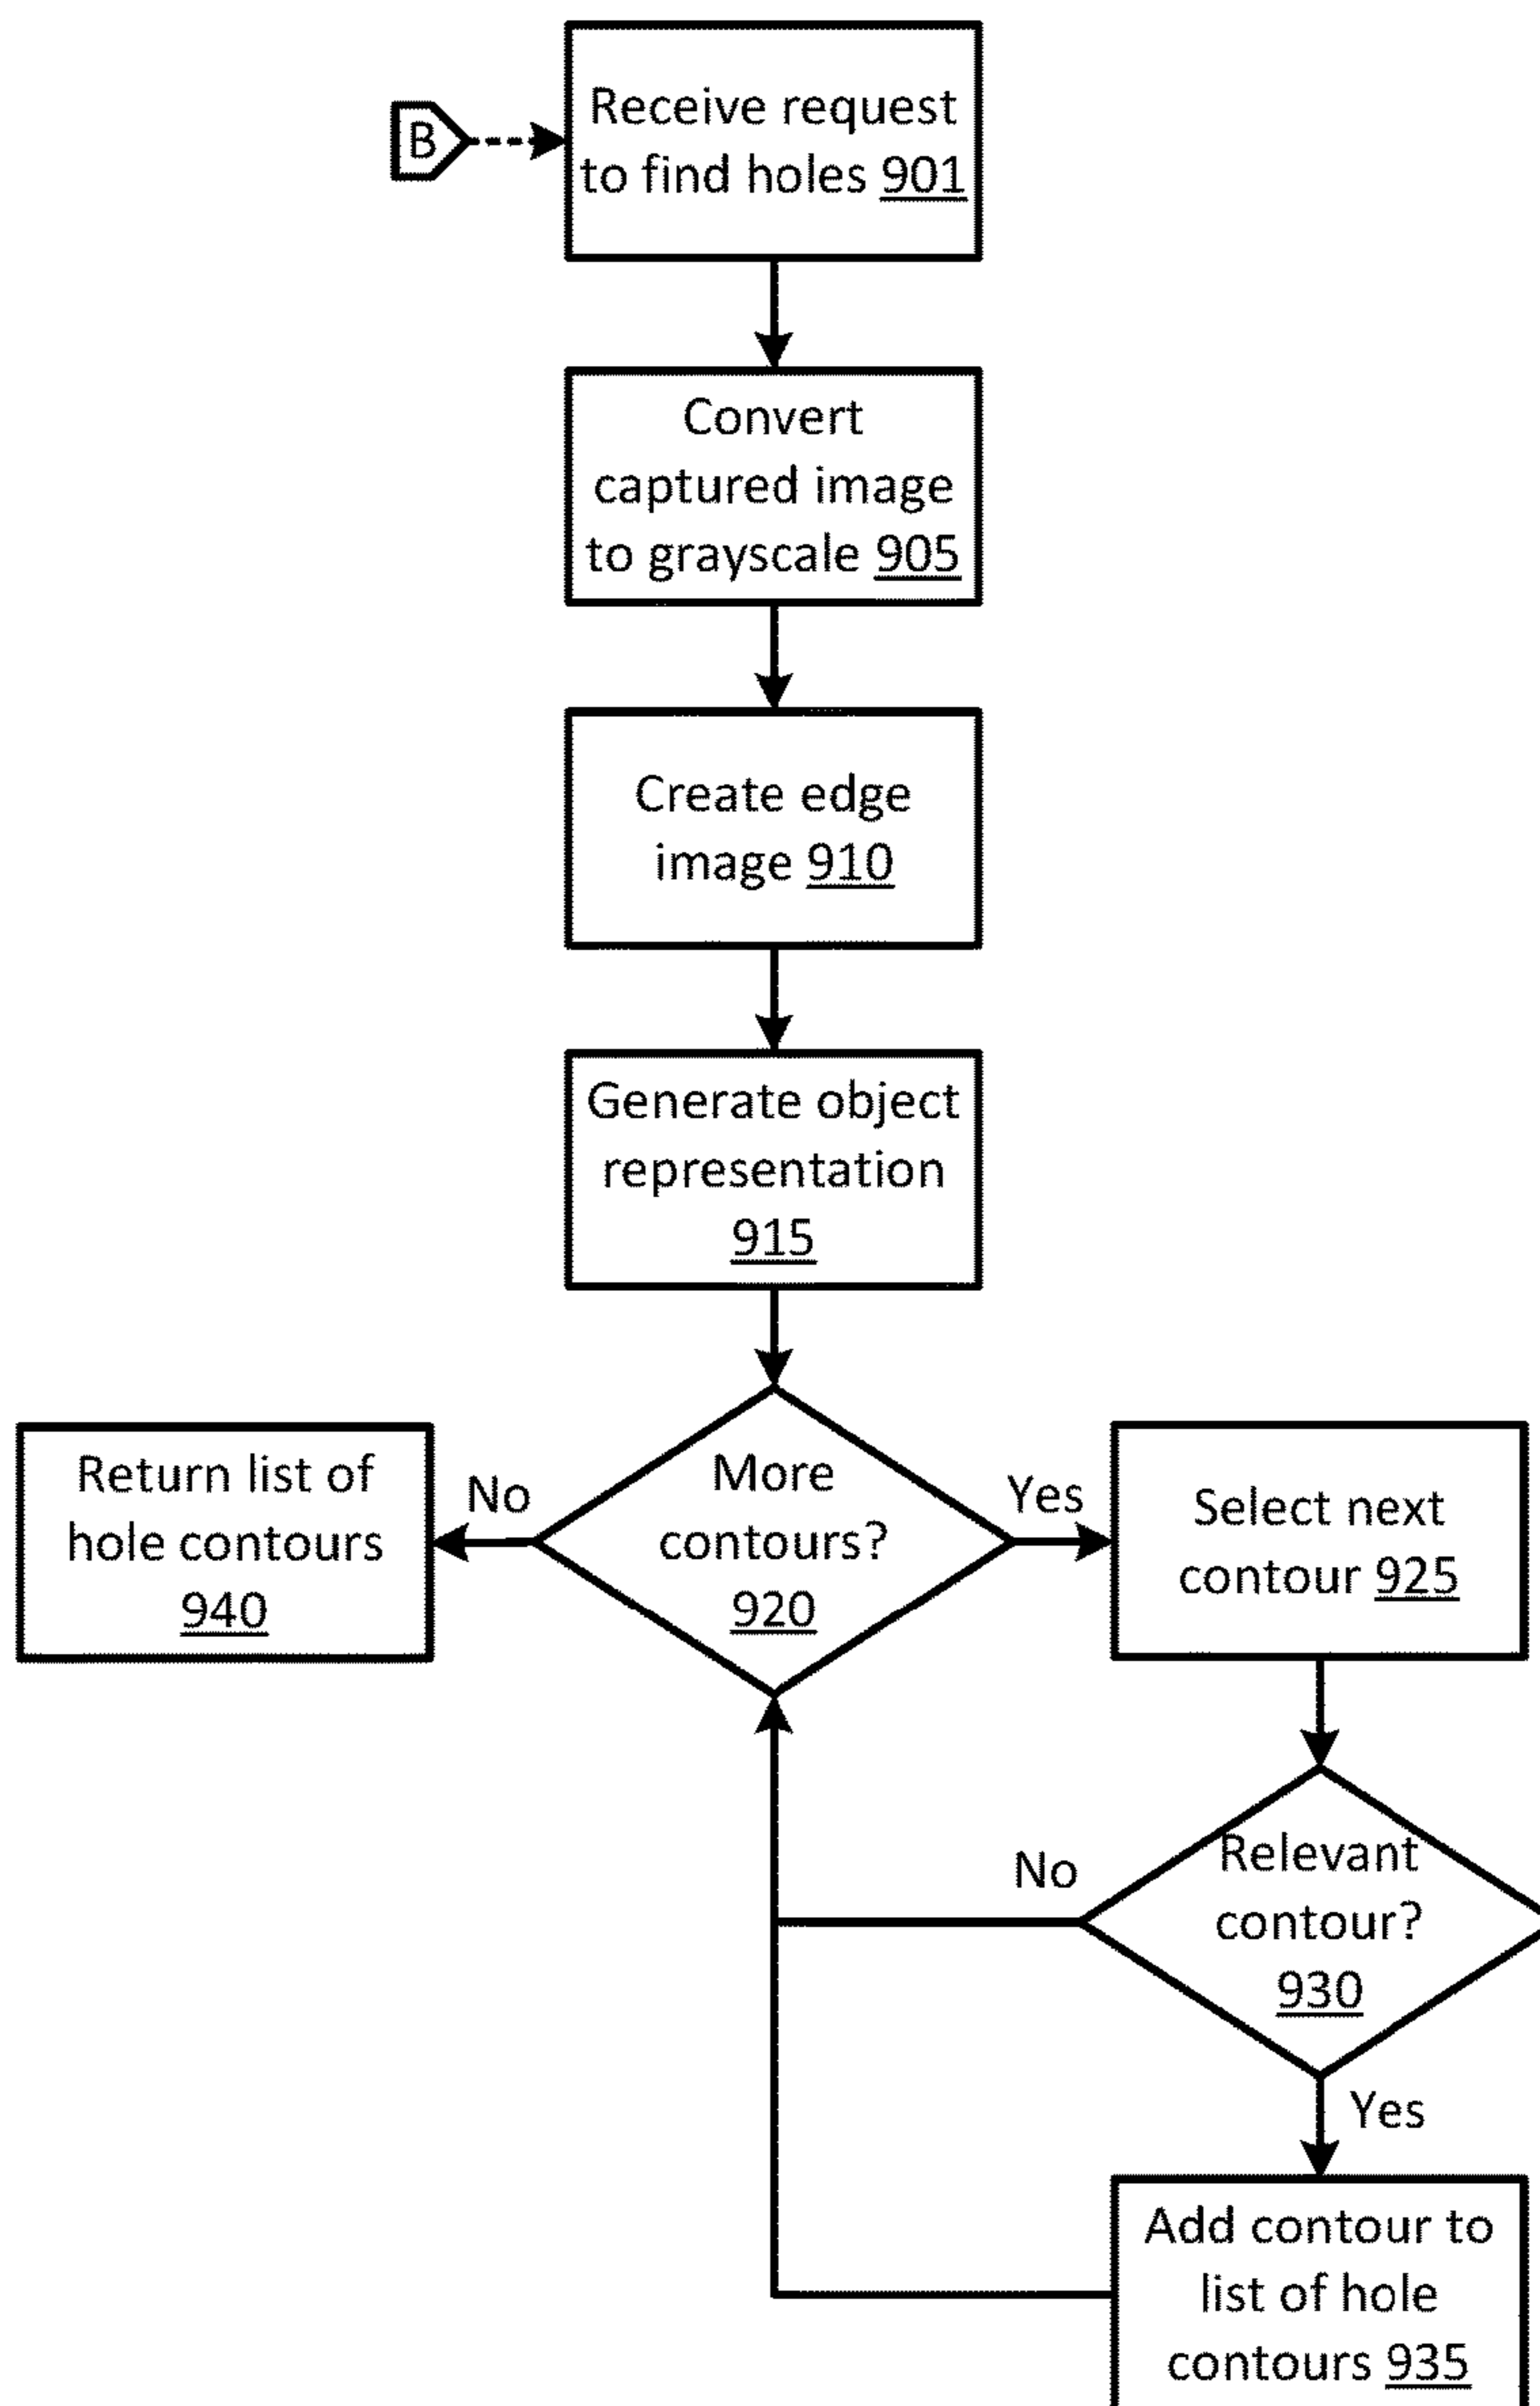 B
Receive request
to find holes 901
Convert
captured image
to grayscale 905
Create edge
image 910
Generate object
representation
915
More
contours?
920
No
Return list of
hole contours
940
Yes
Select next
contour 925
Relevant
contour?
930
No
Yes
Add contour to
list of hole
contours 935